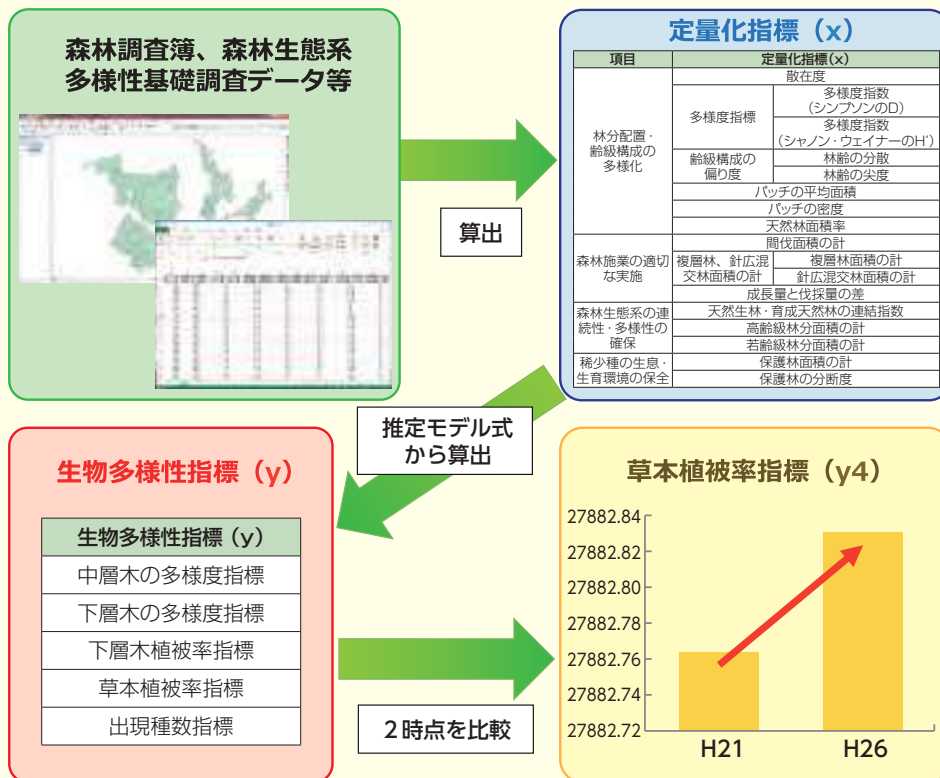 森林調査簿、森林生態系
多様性基礎調査データ等
算出
定量化指標（x）
項目
定量化指標(x)
林分配置・
齢級構成の
多様化
散在度
多様度指標
多様度指数
(シンプソンのD)
多様度指数
(シャノン・ウェイナーのH')
齢級構成の
偏り度
林齢の分散
林齢の尖度
パッチの平均面積
パッチの密度
天然林面積率
森林施業の適切
な実施
間伐面積の計
複層林、針広混
交林面積の計
複層林面積の計
針広混交林面積の計
成長量と伐採量の差
森林生態系の連
続性・多様性の
確保
天然生林・育成天然林の連結指数
高齢級林分面積の計
若齢級林分面積の計
稀少種の生息・
生育環境の保全
保護林面積の計
保護林の分断度
推定モデル式
から算出
生物多様性指標（y）
生物多様性指標（y）
中層木の多様度指標
下層木の多様度指標
下層木植被率指標
草本植被率指標
出現種数指標
２時点を比較
草本植被率指標（y4）
27882.84
27882.82
27882.80
27882.78
27882.76
27882.74
27882.72
H21
H26